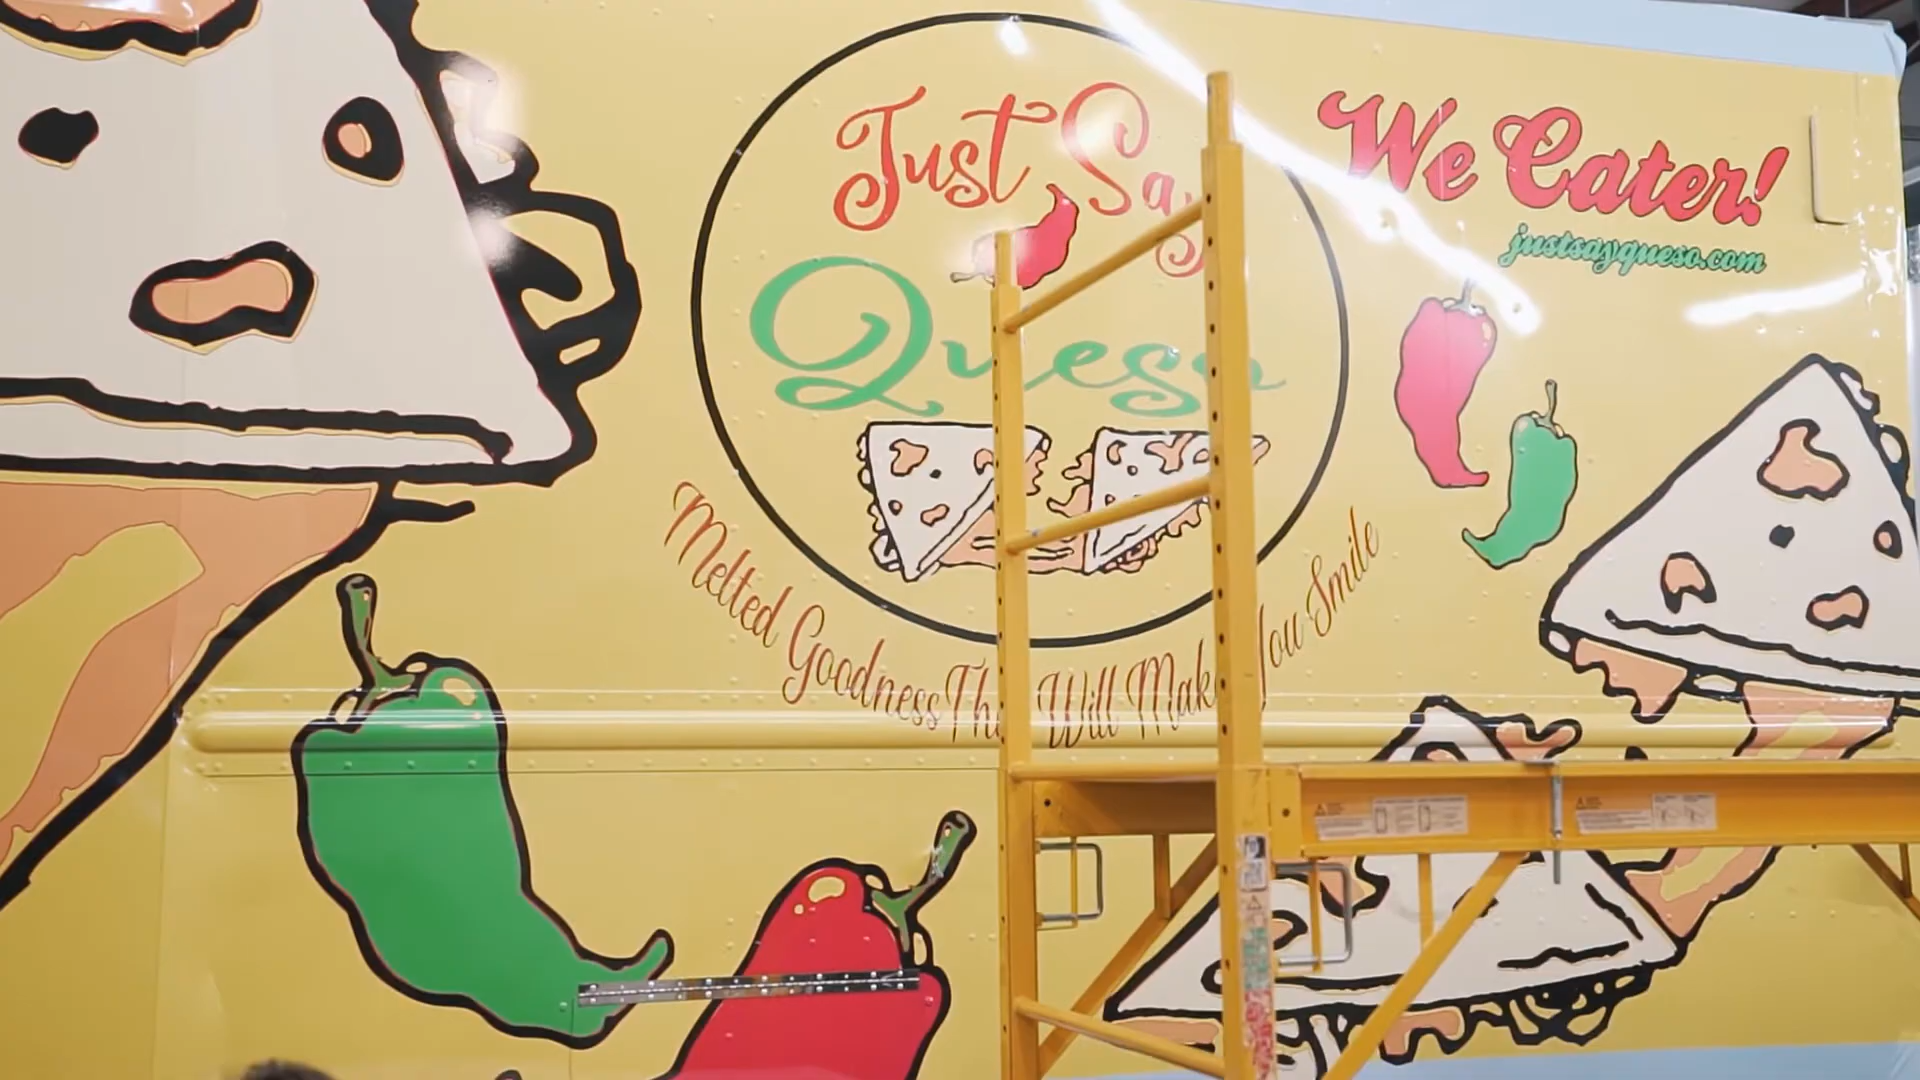 Just Say
Queso
Melted Goodness That Will Make You Smile
We Cater!
justsayqueso.com